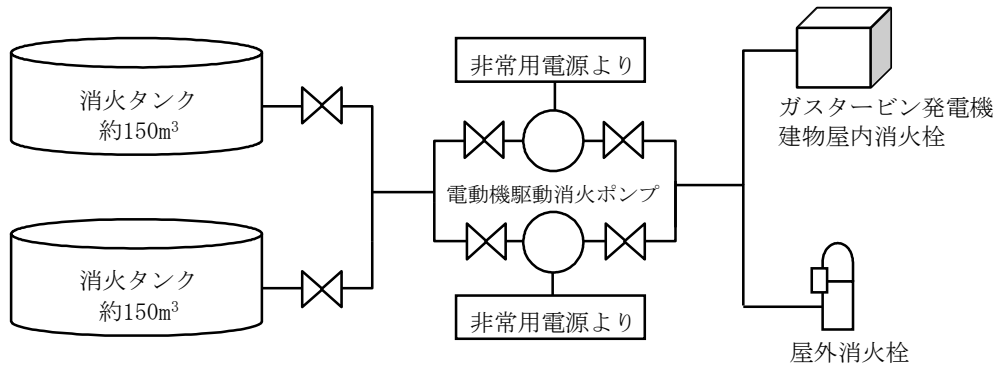 消火タンク
約150m³
消火タンク
約150m³
非常用電源より
電動機駆動消火ポンプ
非常用電源より
ガスタービン発電機
建物屋内消火栓
屋外消火栓